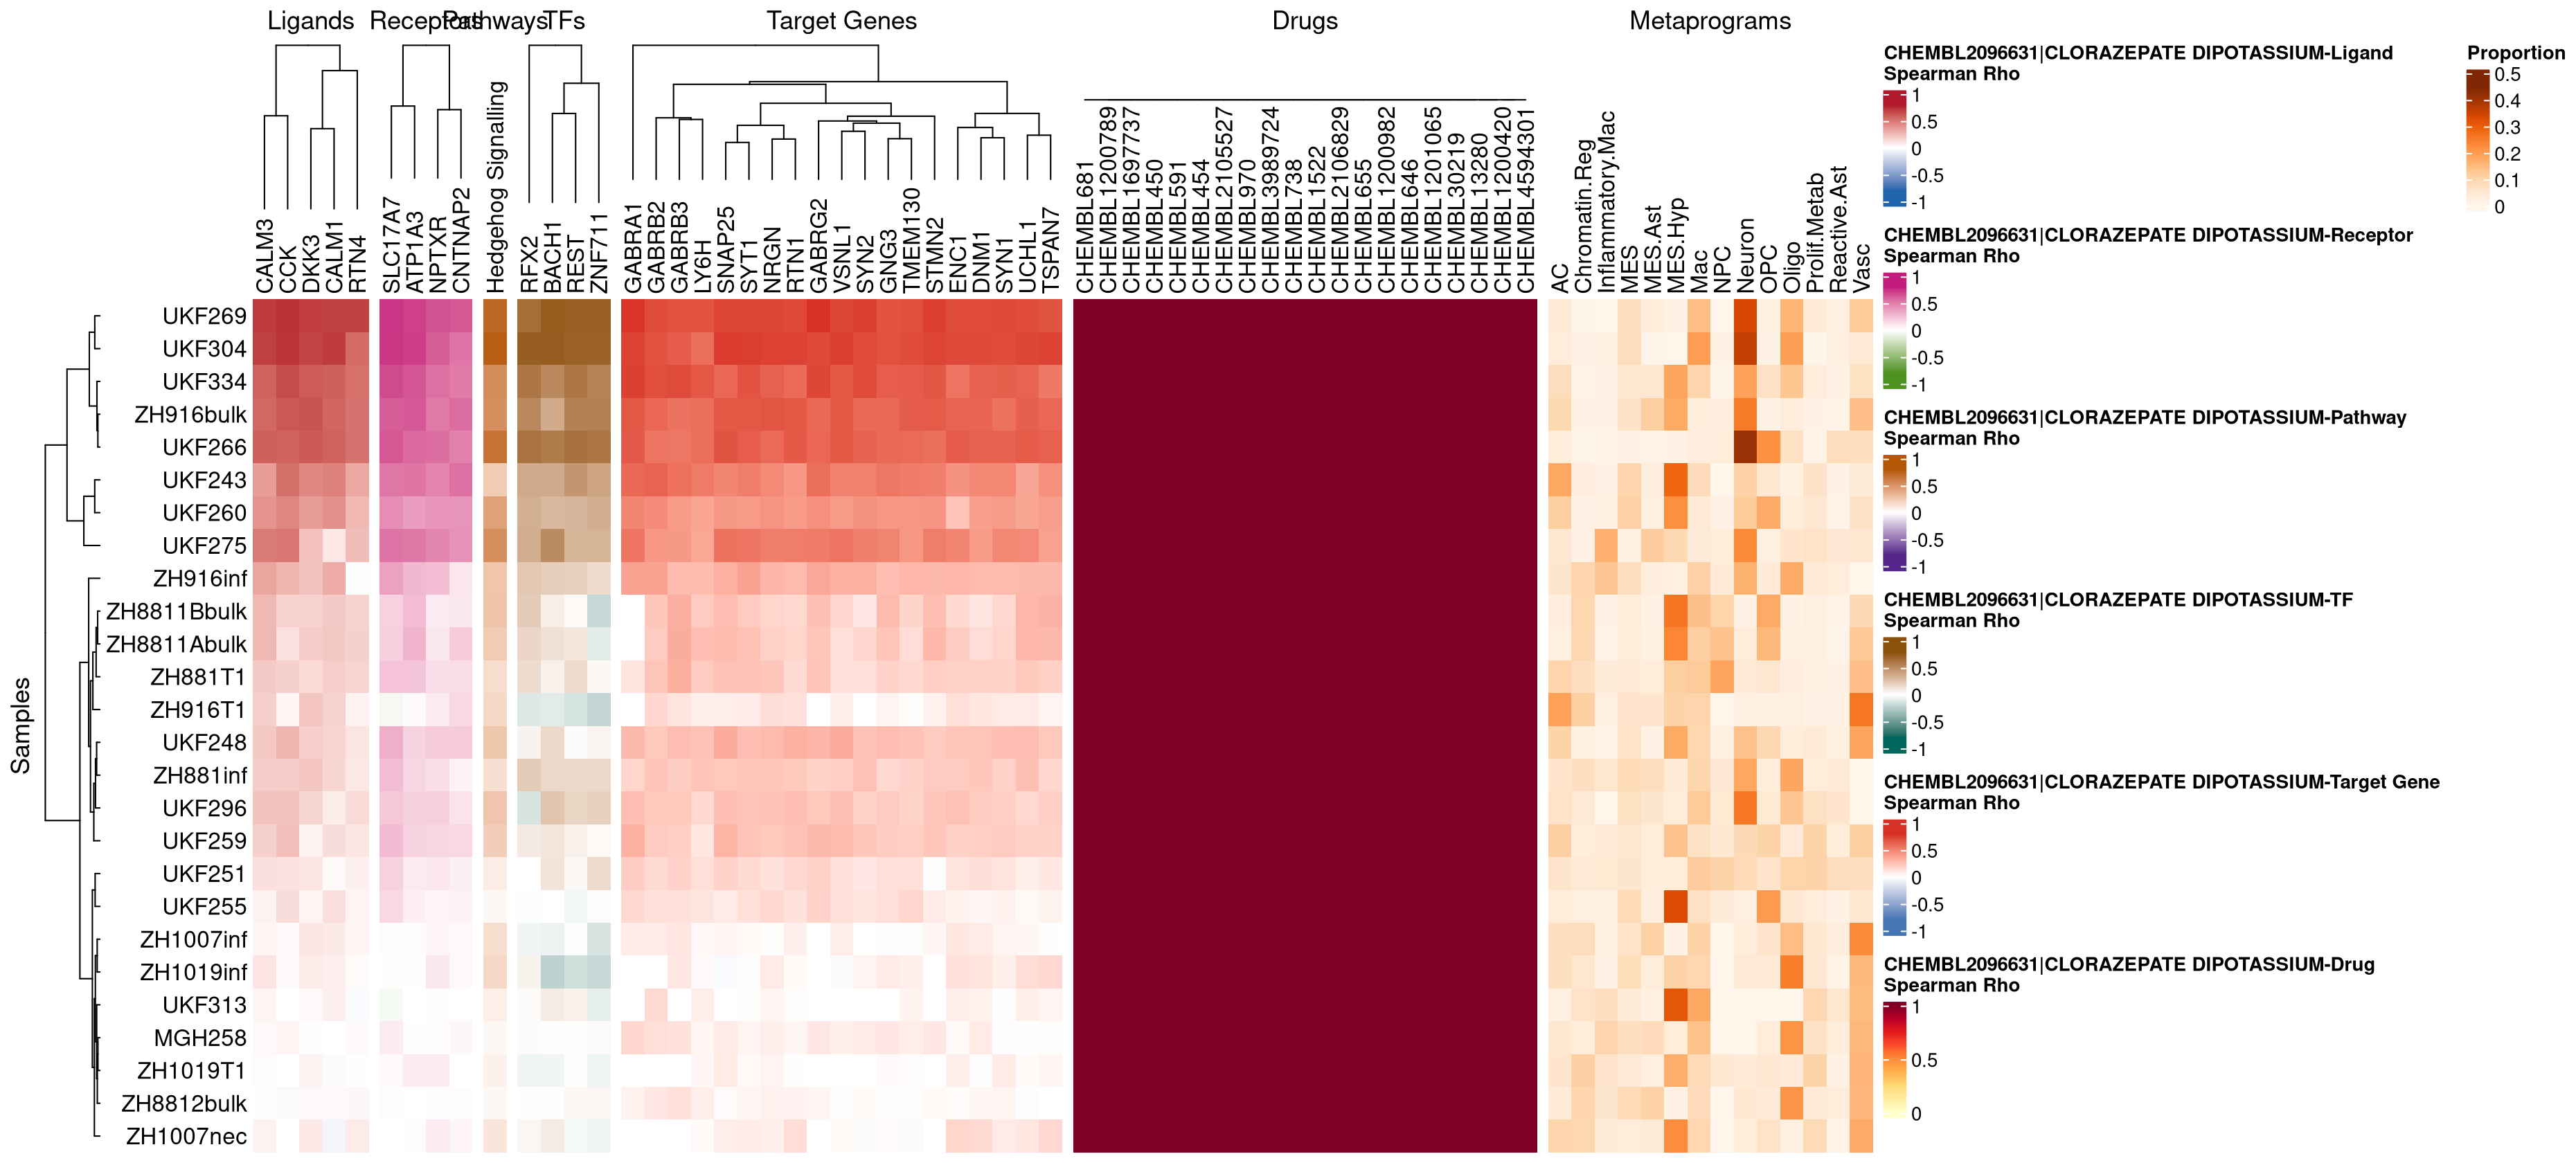 Ligands
Receptors
Pathways
TFs
Target Genes
Drugs
Metaprograms
CALM3
CCK
DKK3
CALM1
RTN4
SLC17A7
ATP1A3
NPTXR
CNTNAP2
Hedgehog Signalling
RFX2
BACH1
REST
ZNF711
GABRA1
GABRB2
GABRB3
LY6H
SNAP25
SYT1
NRGN
RTN1
GABRG2
VSNL1
SYN2
GNG3
TMEM130
STMN2
ENC1
DNM1
SYN1
UCHL1
TSPAN7
CHEMBL681
CHEMBL1200789
CHEMBL1697737
CHEMBL450
CHEMBL591
CHEMBL454
CHEMBL2105527
CHEMBL970
CHEMBL3989724
CHEMBL738
CHEMBL1522
CHEMBL2106829
CHEMBL655
CHEMBL1200982
CHEMBL646
CHEMBL1201065
CHEMBL30219
CHEMBL13280
CHEMBL1200420
CHEMBL4594301
AC
Chromatin.Reg
Inflammatory.Mac
MES
MES.Ast
MES.Hyp
Mac
NPC
Neuron
OPC
Oligo
Prolif.Metab
Reactive.Ast
Vasc
Samples
UKF269
UKF304
UKF334
ZH916bulk
UKF266
UKF243
UKF260
UKF275
ZH916inf
ZH8811Bbulk
ZH8811Abulk
ZH881T1
ZH916T1
UKF248
ZH881inf
UKF296
UKF259
UKF251
UKF255
ZH1007inf
ZH1019inf
UKF313
MGH258
ZH1019T1
ZH8812bulk
ZH1007nec
CHEMBL2096631|CLORAZEPATE DIPOTASSIUM-Ligand
Spearman Rho
1
0.5
0
-0.5
-1
CHEMBL2096631|CLORAZEPATE DIPOTASSIUM-Receptor
Spearman Rho
1
0.5
0
-0.5
-1
CHEMBL2096631|CLORAZEPATE DIPOTASSIUM-Pathway
Spearman Rho
1
0.5
0
-0.5
-1
CHEMBL2096631|CLORAZEPATE DIPOTASSIUM-TF
Spearman Rho
1
0.5
0
-0.5
-1
CHEMBL2096631|CLORAZEPATE DIPOTASSIUM-Target Gene
Spearman Rho
1
0.5
0
-0.5
-1
CHEMBL2096631|CLORAZEPATE DIPOTASSIUM-Drug
Spearman Rho
1
0.5
0
Proportion
0.5
0.4
0.3
0.2
0.1
0